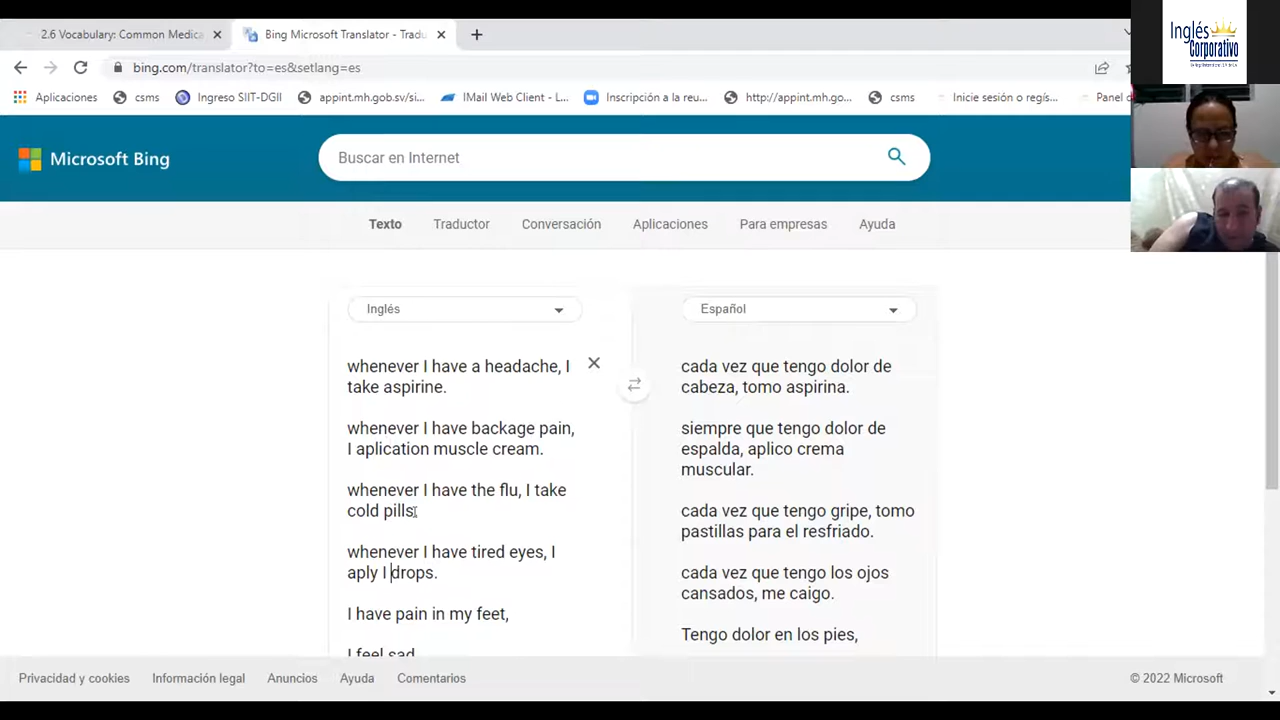 2.6 Vocabulary: Common Medica
Bing Microsoft Translator - Tradu
bing.com/translator?to=es&setlang=es
Aplicaciones
csms
Ingreso SIIT-DGII
appint.mh.gob.sv/si...
IMail Web Client - L...
Inscripción a la reu...
http://appint.mh.go...
csms
Inicie sesión o regís...
Panel d
Inglés
Corporativo
Microsoft Bing
Buscar en Internet
Texto
Traductor
Conversación
Aplicaciones
Para empresas
Ayuda
Inglés
Español
whenever I have a headache, I
take aspirine.
whenever I have backage pain,
I aplication muscle cream.
whenever I have the flu, I take
cold pills.
whenever I have tired eyes, I
aply I drops.
I have pain in my feet,
I feel sad
cada vez que tengo dolor de
cabeza, tomo aspirina.
siempre que tengo dolor de
espalda, aplico crema
muscular.
cada vez que tengo gripe, tomo
pastillas para el resfriado.
cada vez que tengo los ojos
cansados, me caigo.
Tengo dolor en los pies,
Privacidad y cookies
Información legal
Anuncios
Ayuda
Comentarios
© 2022 Microsoft